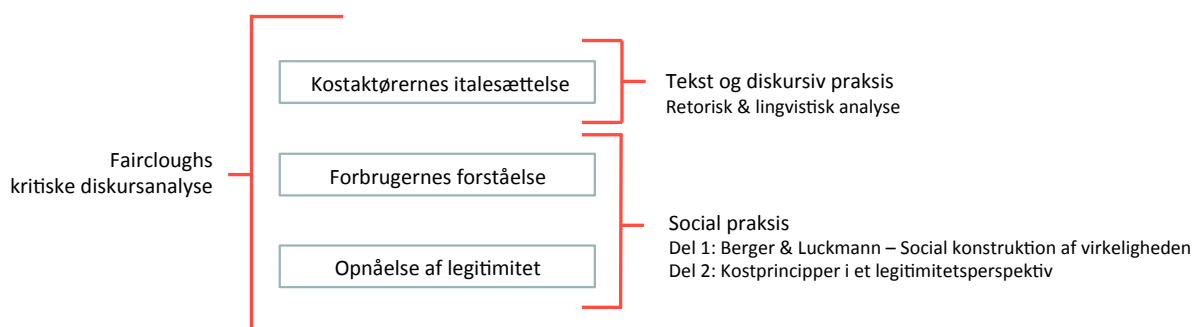 Kostaktørernes italesættelse
Tekst og diskursiv praksis
Retorisk & lingvistisk analyse
Faircloughs
kritiske diskursanalyse
Forbrugernes forståelse
Opnåelse af legitimitet
Social praksis
Del 1: Berger & Luckmann – Social konstruktion af virkeligheden
Del 2: Kostprincipper i et legitimitetsperspektiv